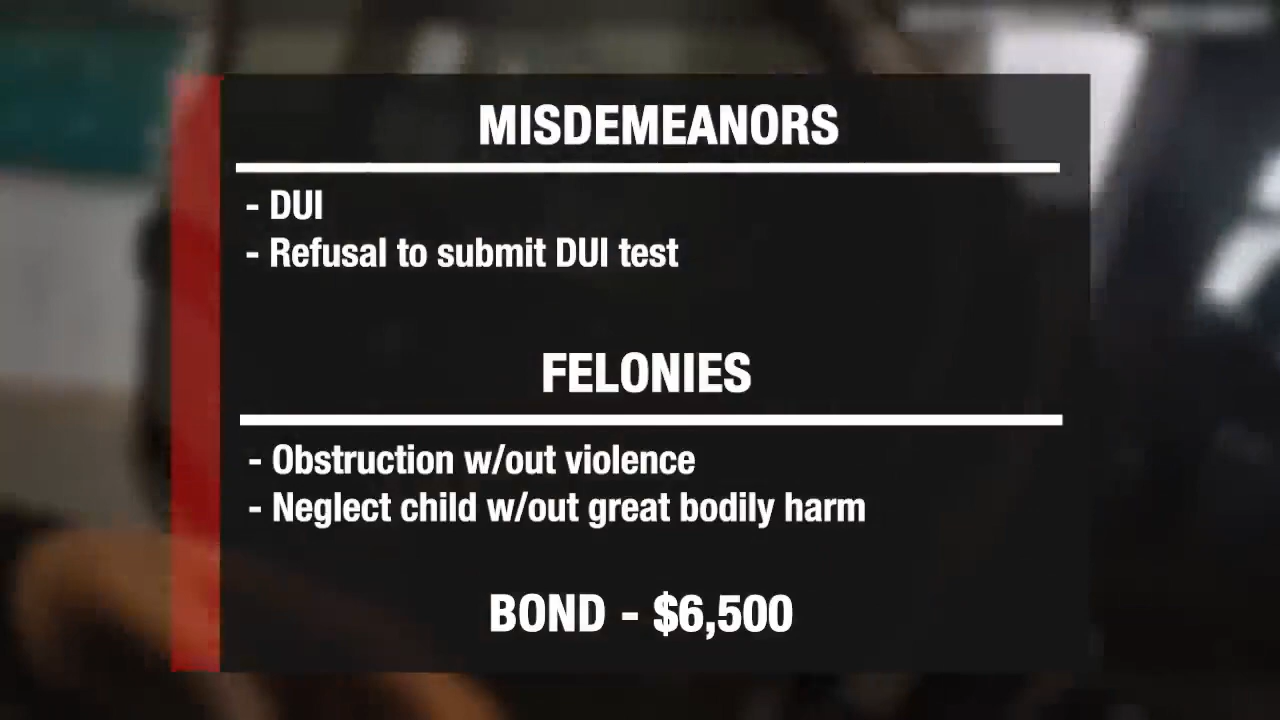 MISDEMEANORS
- DUI
- Refusal to submit DUI test
FELONIES
- Obstruction w/out violence
- Neglect child w/out great bodily harm
BOND - $6,500